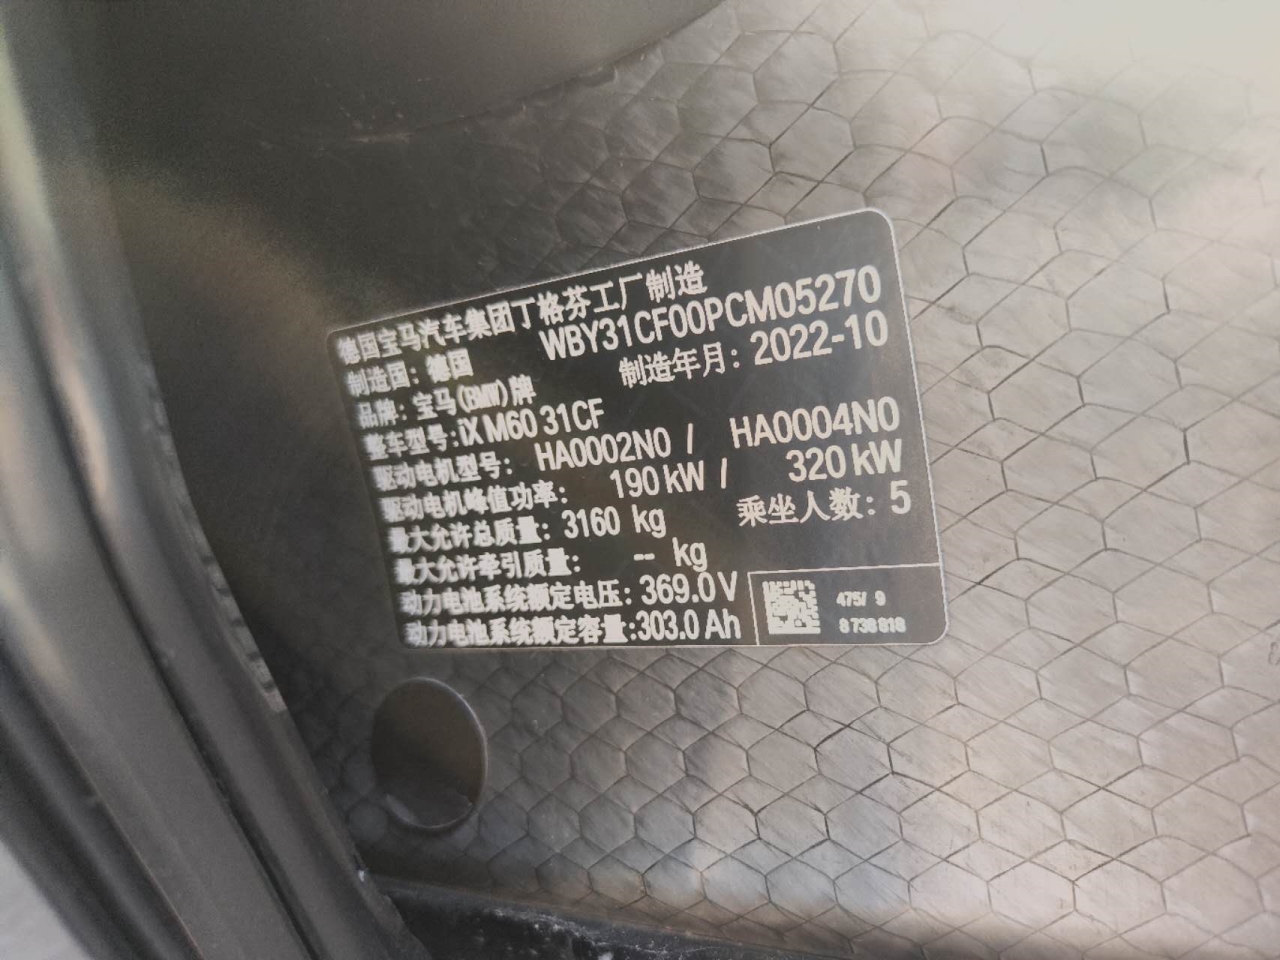 德国宝马汽车集团丁格芬工厂制造
WBY31CF00PCM05270
制造国：德国
制造年月：2022-10
品牌：宝马(BMW)牌
整车型号：iX M60 31CF
驱动电机型号： HA0002N0 / HA0004N0
驱动电机峰值功率： 190 kW / 320 kW
最大允许总质量：3160 kg
乘坐人数：5
最大允许牵引质量： -- kg
动力电池系统额定电压：369.0 V
动力电池系统额定容量:303.0 Ah
475/ 9
8 738 818